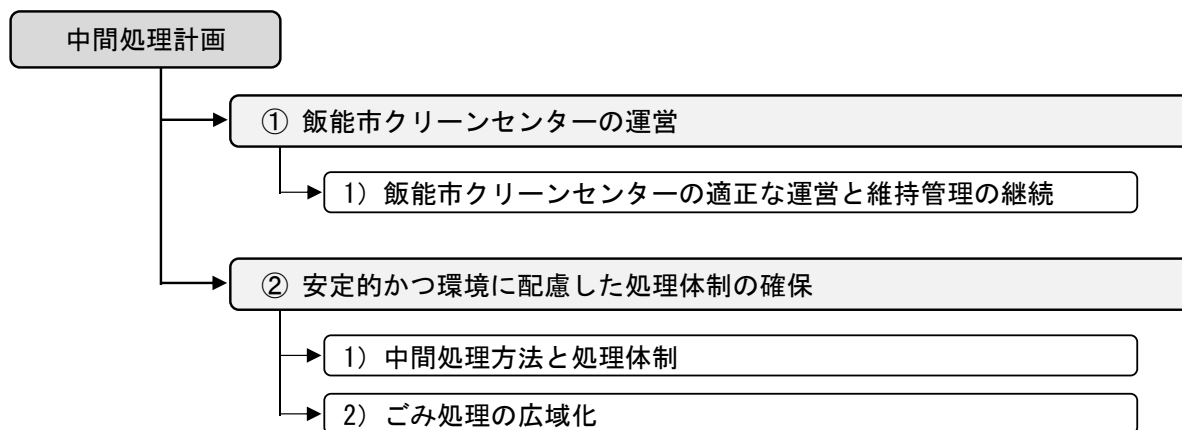 中間処理計画
① 飯能市クリーンセンターの運営
1) 飯能市クリーンセンターの適正な運営と維持管理の継続
② 安定的かつ環境に配慮した処理体制の確保
1) 中間処理方法と処理体制
2) ごみ処理の広域化